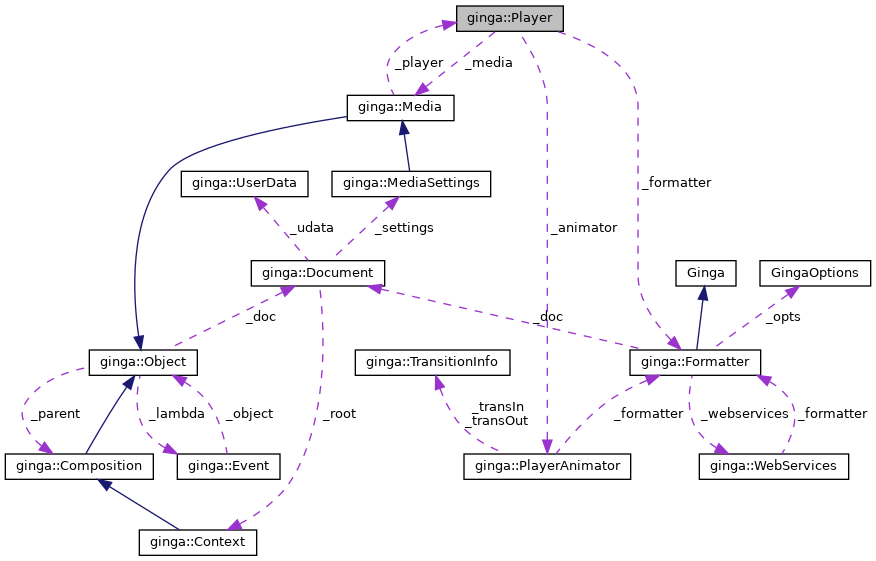 ginga::Player
_player
_media
ginga::Media
ginga::UserData
ginga::MediaSettings
_formatter
_udata
_settings
_animator
ginga::Document
Ginga
GingaOptions
_doc
_doc
_opts
ginga::Object
ginga::TransitionInfo
ginga::Formatter
_parent
_lambda
_object
_root
_transIn
_transOut
_formatter
_webservices
_formatter
ginga::Composition
ginga::Event
ginga::PlayerAnimator
ginga::WebServices
ginga::Context